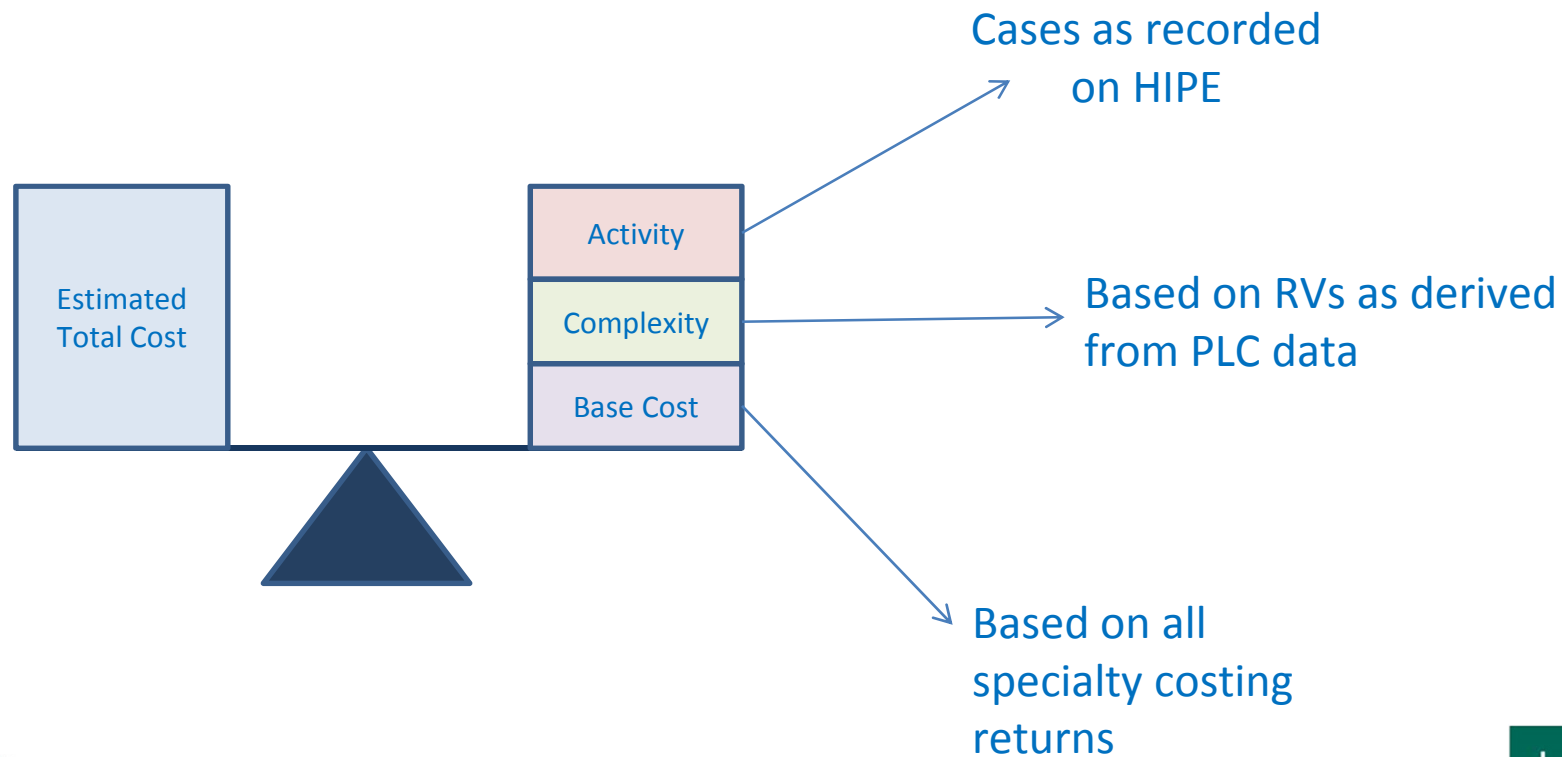 Cases as recorded
on HIPE
Activity
Estimated
Total Cost
Complexity
Based on RVs as derived
from PLC data
Base Cost
Based on all
specialty costing
returns